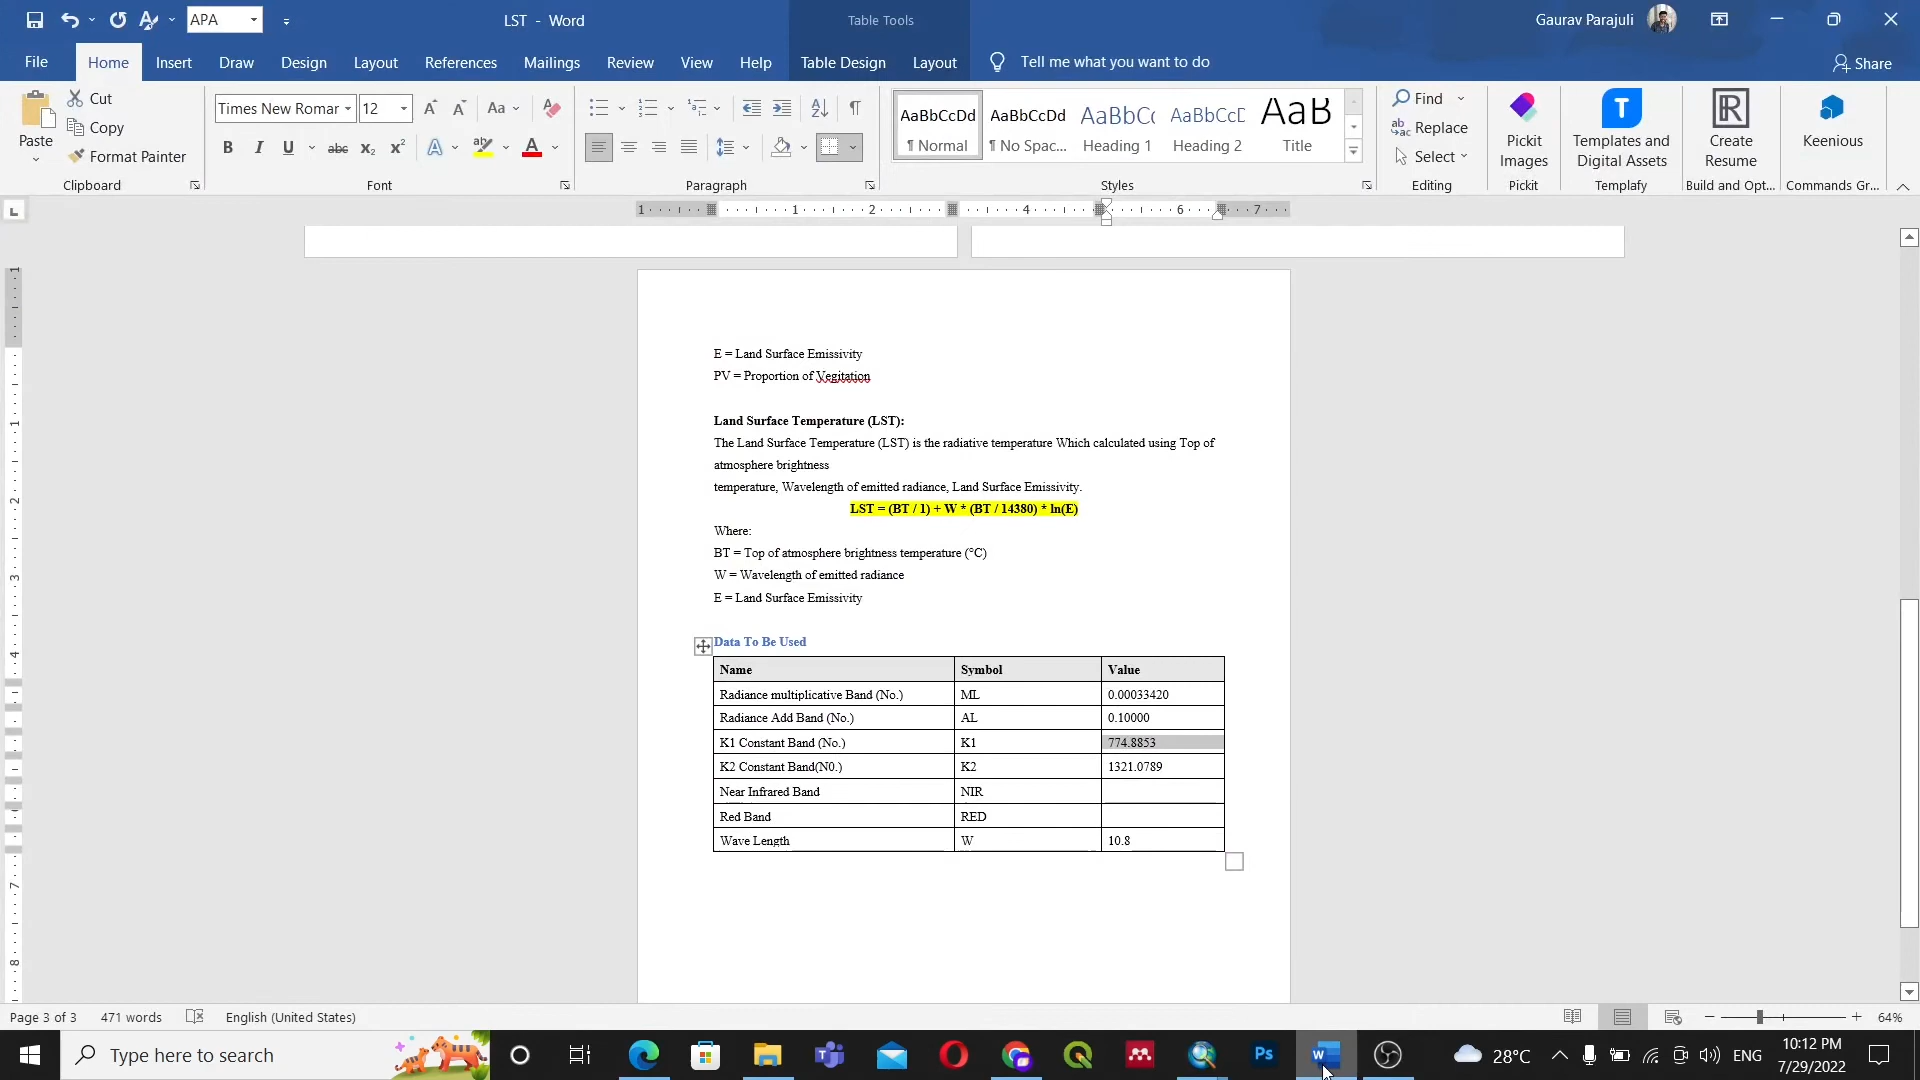 APA
LST - Word
Table Tools
Gaurav Parajuli
File Home Insert Draw Design Layout References Mailings Review View Help Table Design Layout Tell me what you want to do Share
Paste
Cut
Copy
Format Painter
Clipboard
Times New Romar 12 Aa
B I U abc x₂ x² A A
Font
Paragraph
AaBbCcDd AaBbCcDd AaBbCc AaBbCcD AaB
¶ Normal ¶ No Spac... Heading 1 Heading 2 Title
Styles
Find
Replace
Select
Editing
Pickit
Images
Pickit
Templates and
Digital Assets
Templafy
Create
Resume
Build and Opt...
Keenious
Commands Gr...
E = Land Surface Emissivity
PV = Proportion of Vegitation
Land Surface Temperature (LST):
The Land Surface Temperature (LST) is the radiative temperature Which calculated using Top of
atmosphere brightness
temperature, Wavelength of emitted radiance, Land Surface Emissivity.
LST = (BT / 1) + W * (BT / 14380) * ln(E)
Where:
BT = Top of atmosphere brightness temperature (°C)
W = Wavelength of emitted radiance
E = Land Surface Emissivity
Data To Be Used
Name Symbol Value
Radiance multiplicative Band (No.) ML 0.00033420
Radiance Add Band (No.) AL 0.10000
K1 Constant Band (No.) K1 774.8853
K2 Constant Band(N0.) K2 1321.0789
Near Infrared Band NIR
Red Band RED
Wave Length W 10.8
Page 3 of 3 471 words English (United States) 64%
Type here to search
28°C ENG
10:12 PM
7/29/2022